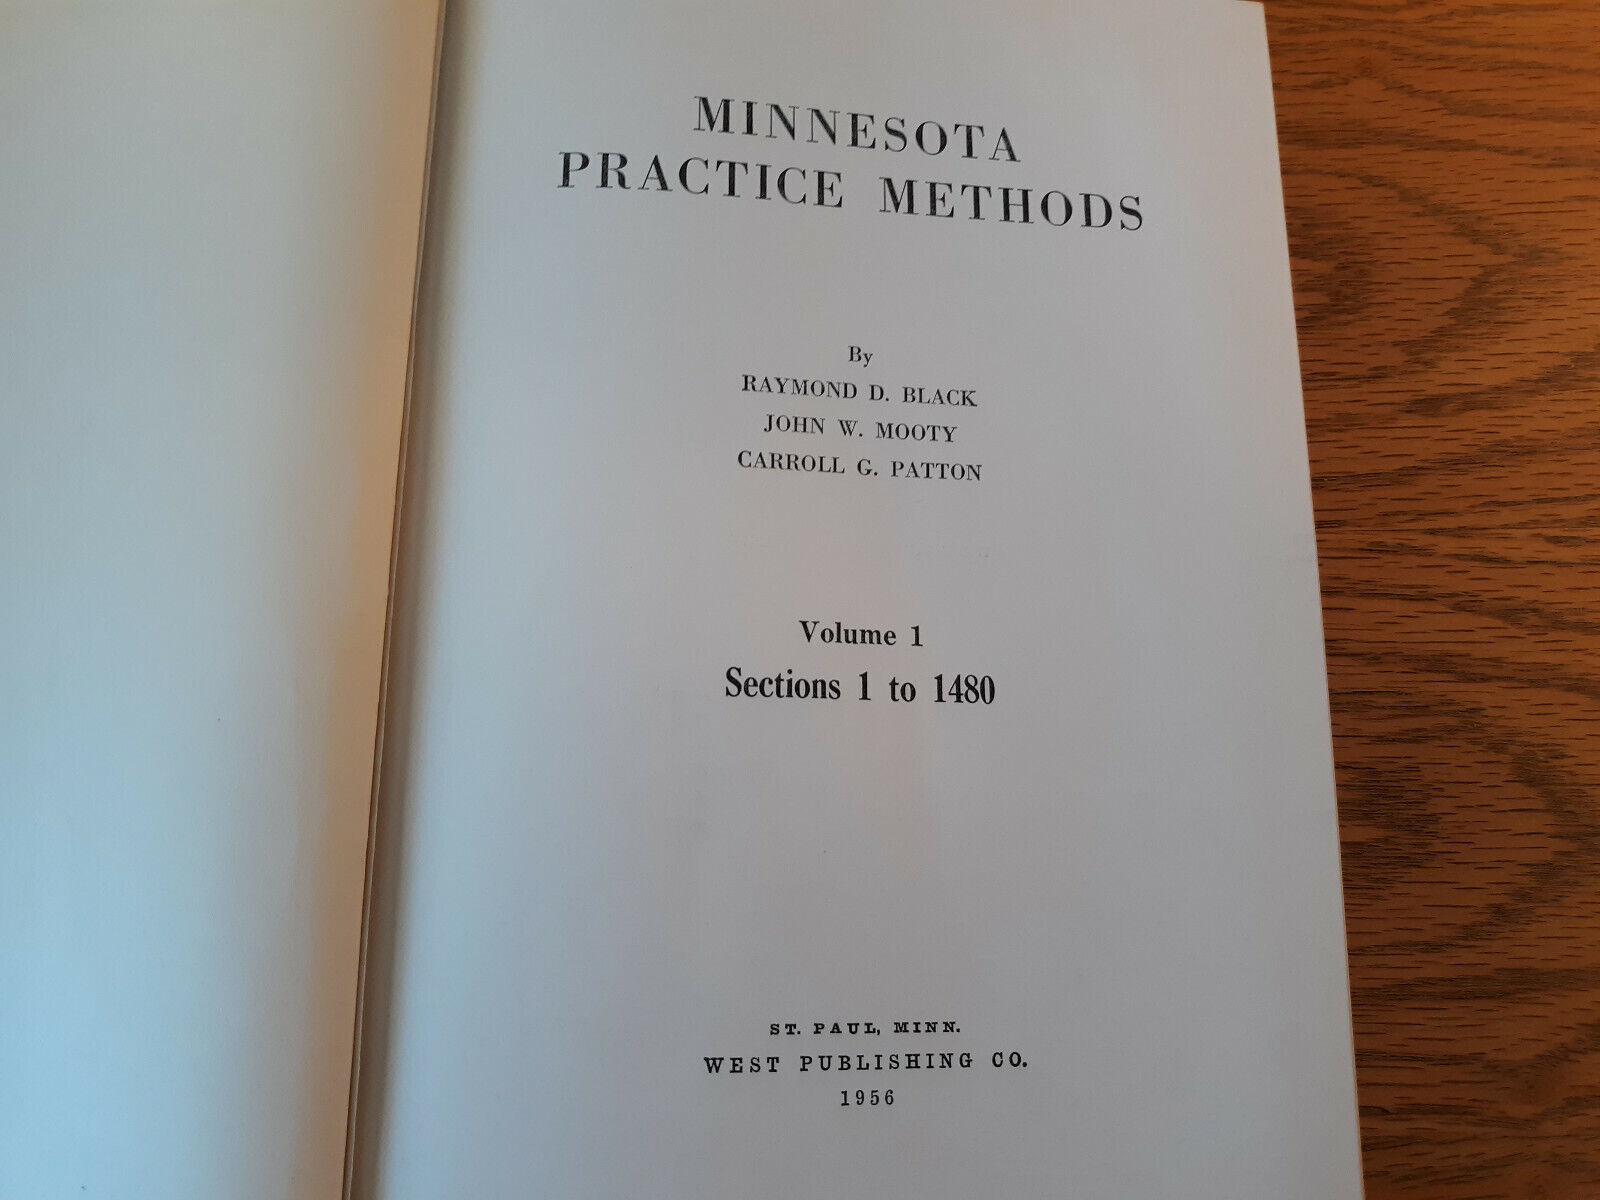 MINNESOTA
PRACTICE METHODS
By
RAYMOND D. BLACK
JOHN W. MOOTY
CARROLL G. PATTON
Volume 1
Sections 1 to 1480
ST. PAUL, MINN.
WEST PUBLISHING CO.
1956